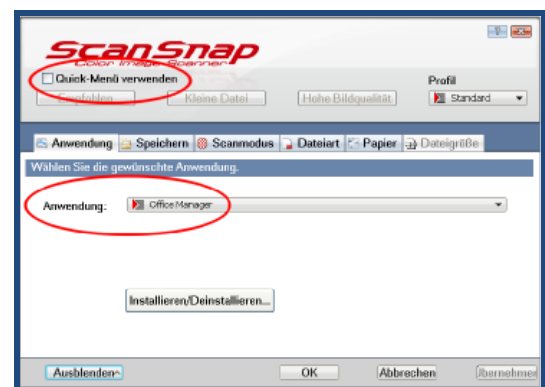 ScanSnap
Color Image Scanner
Quick-Menü verwenden
Profil
Empfohlen Kleine Datei Hohe Bildqualität Standard
Anwendung Speichern Scanmodus Dateiart Papier Dateigröße
Wählen Sie die gewünschte Anwendung.
Anwendung: Office Manager
Installieren/Deinstallieren...
Ausblenden OK Abbrechen Übernehmen